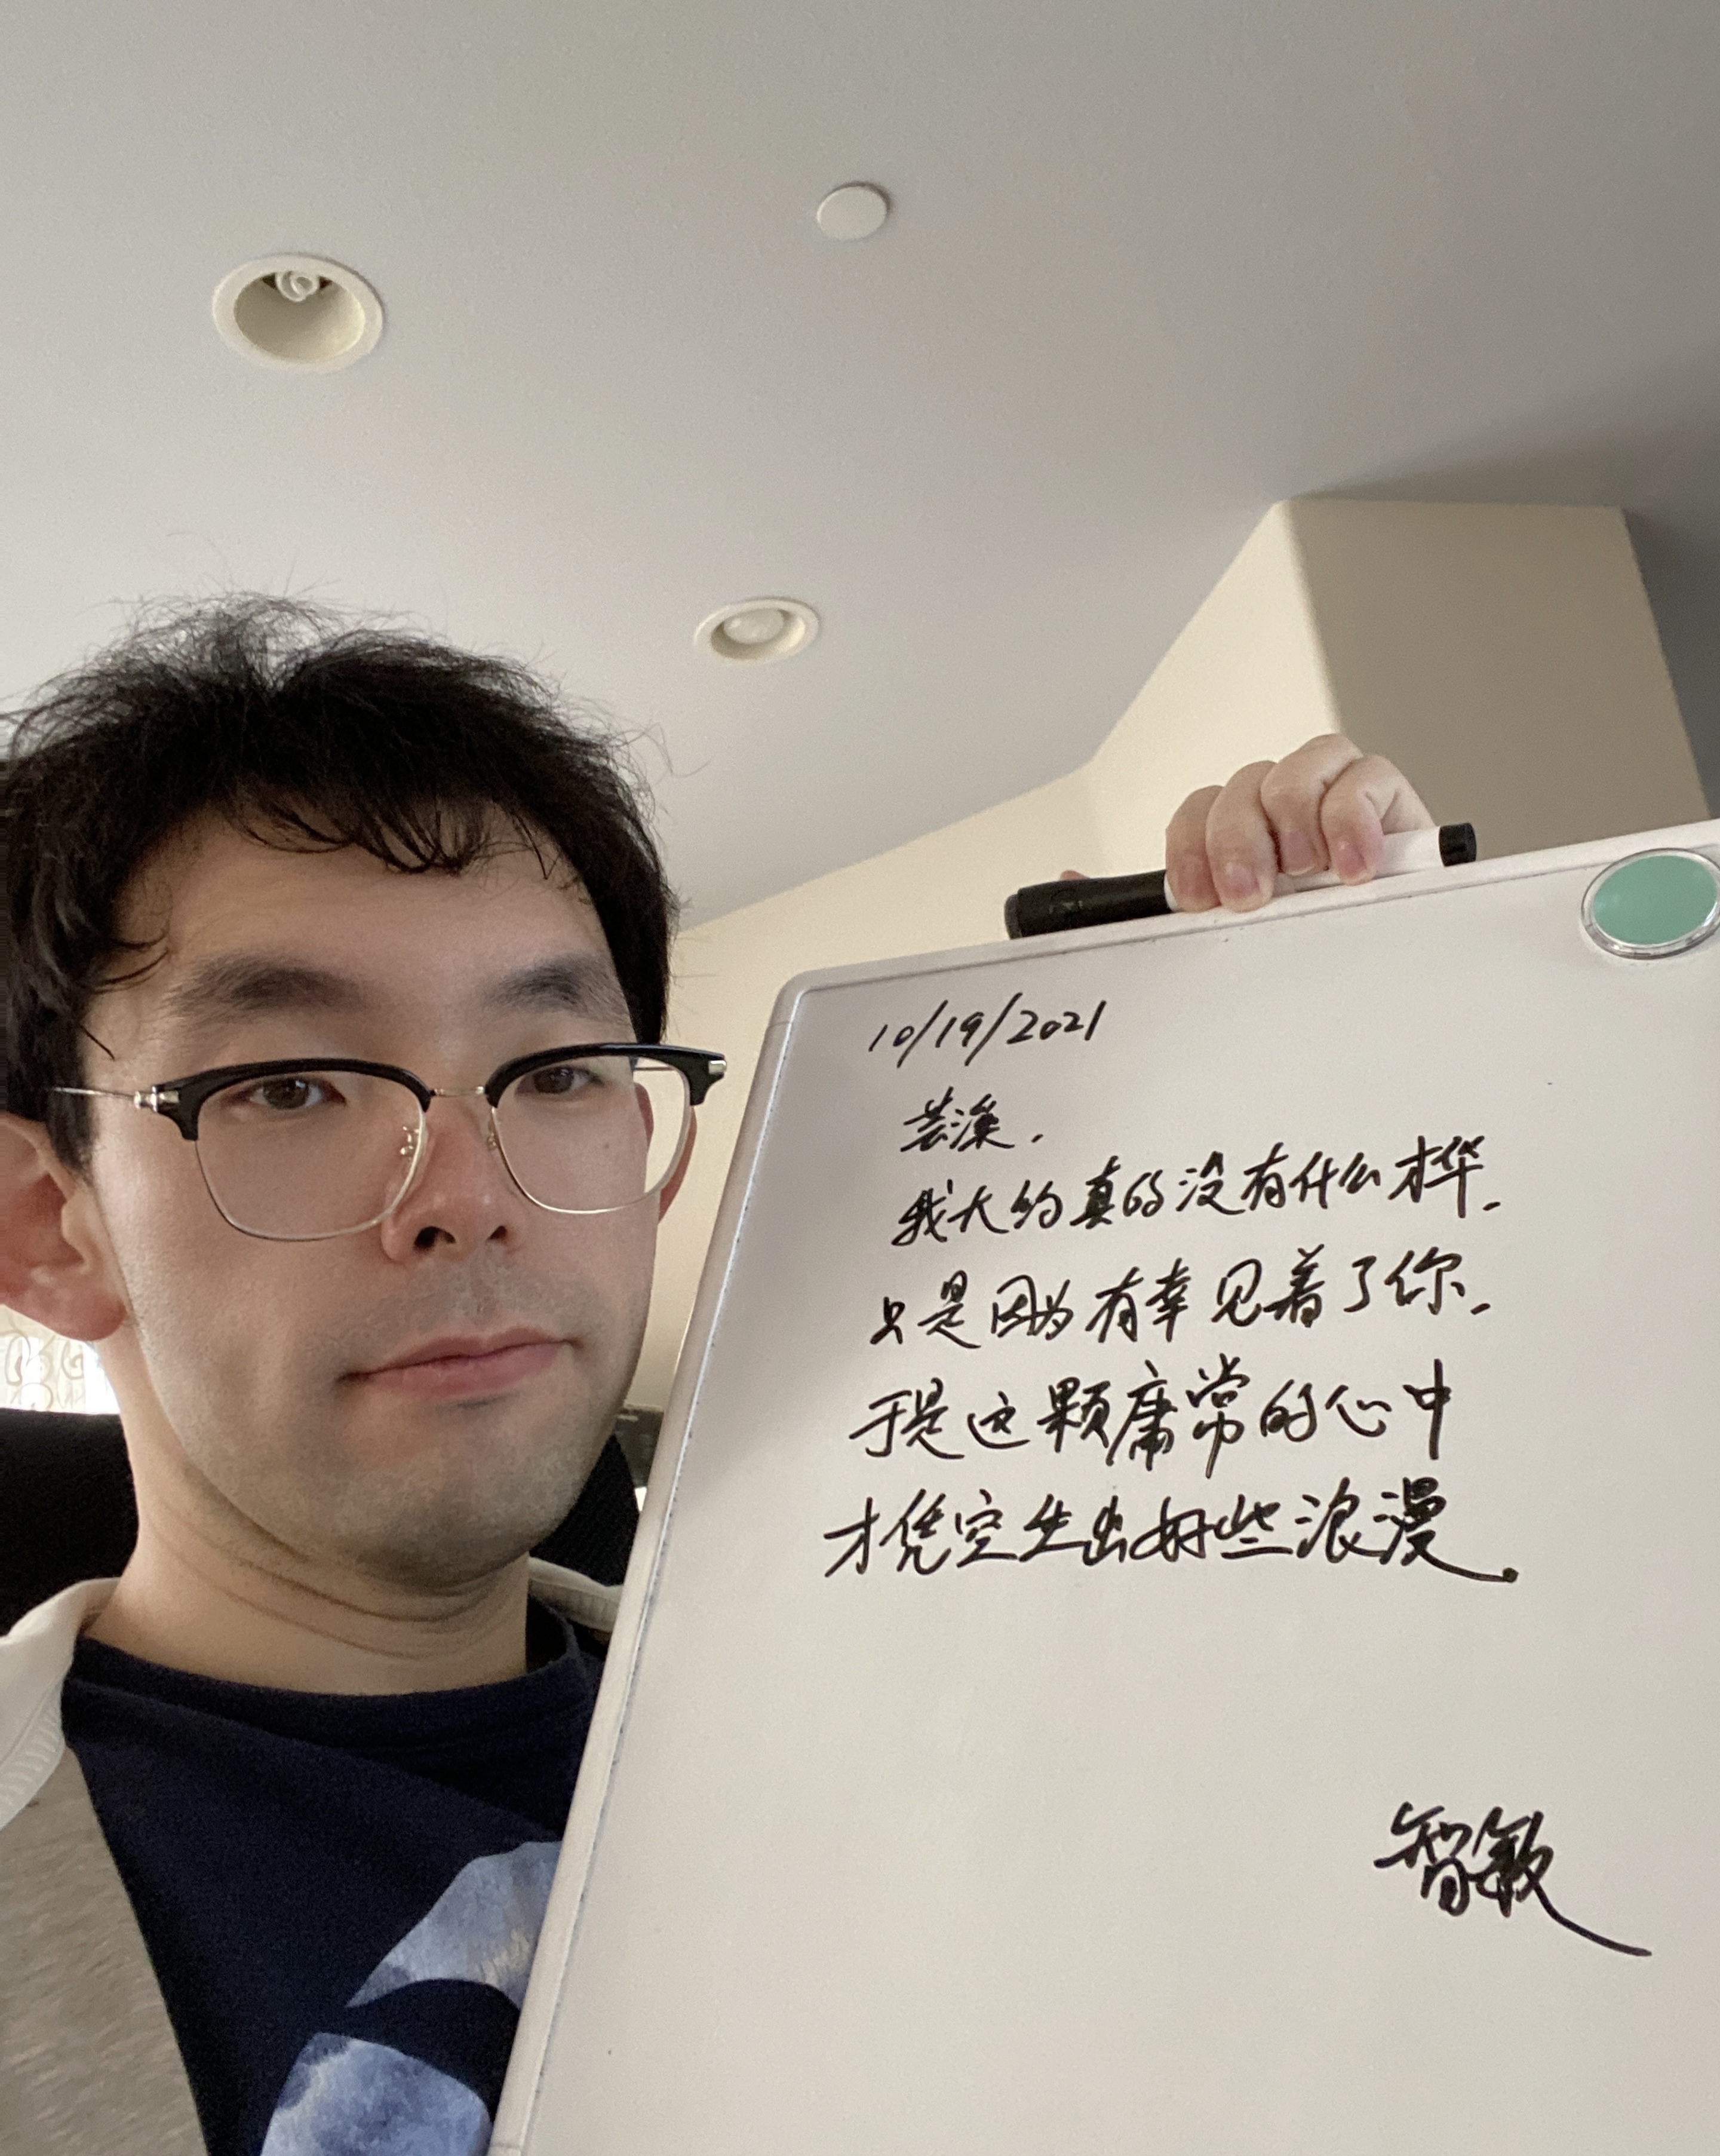 10/19/2021
芸溪.
我大约真的没有什么才华.
只是因为有幸见着了你.
于是这颗庸常的心中
才凭空生出好些浪漫.
智敏